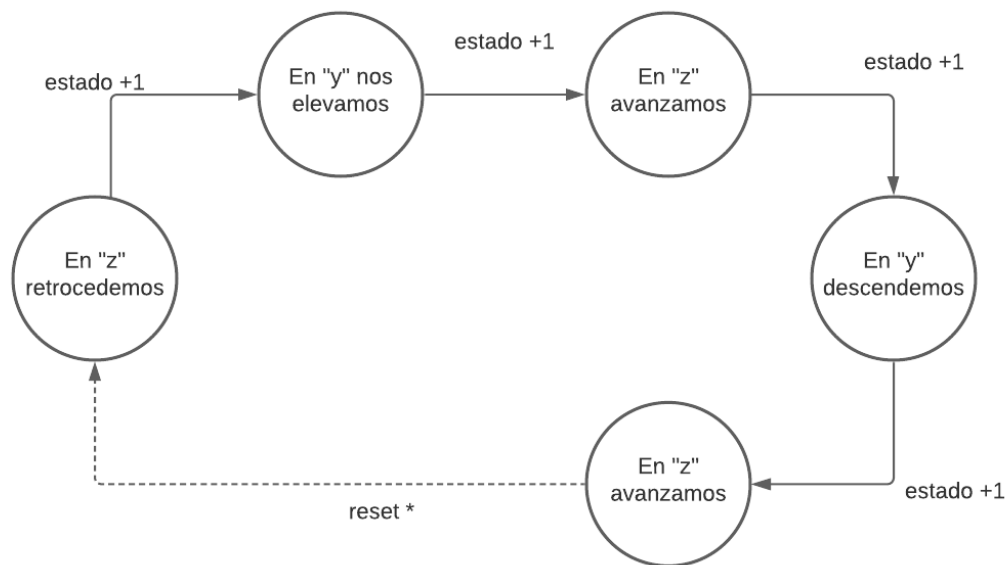 estado +1
En "y" nos
elevamos
estado +1
En "z"
avanzamos
estado +1
En "z"
retrocedemos
En "y"
descendemos
En "z"
avanzamos
estado +1
reset *